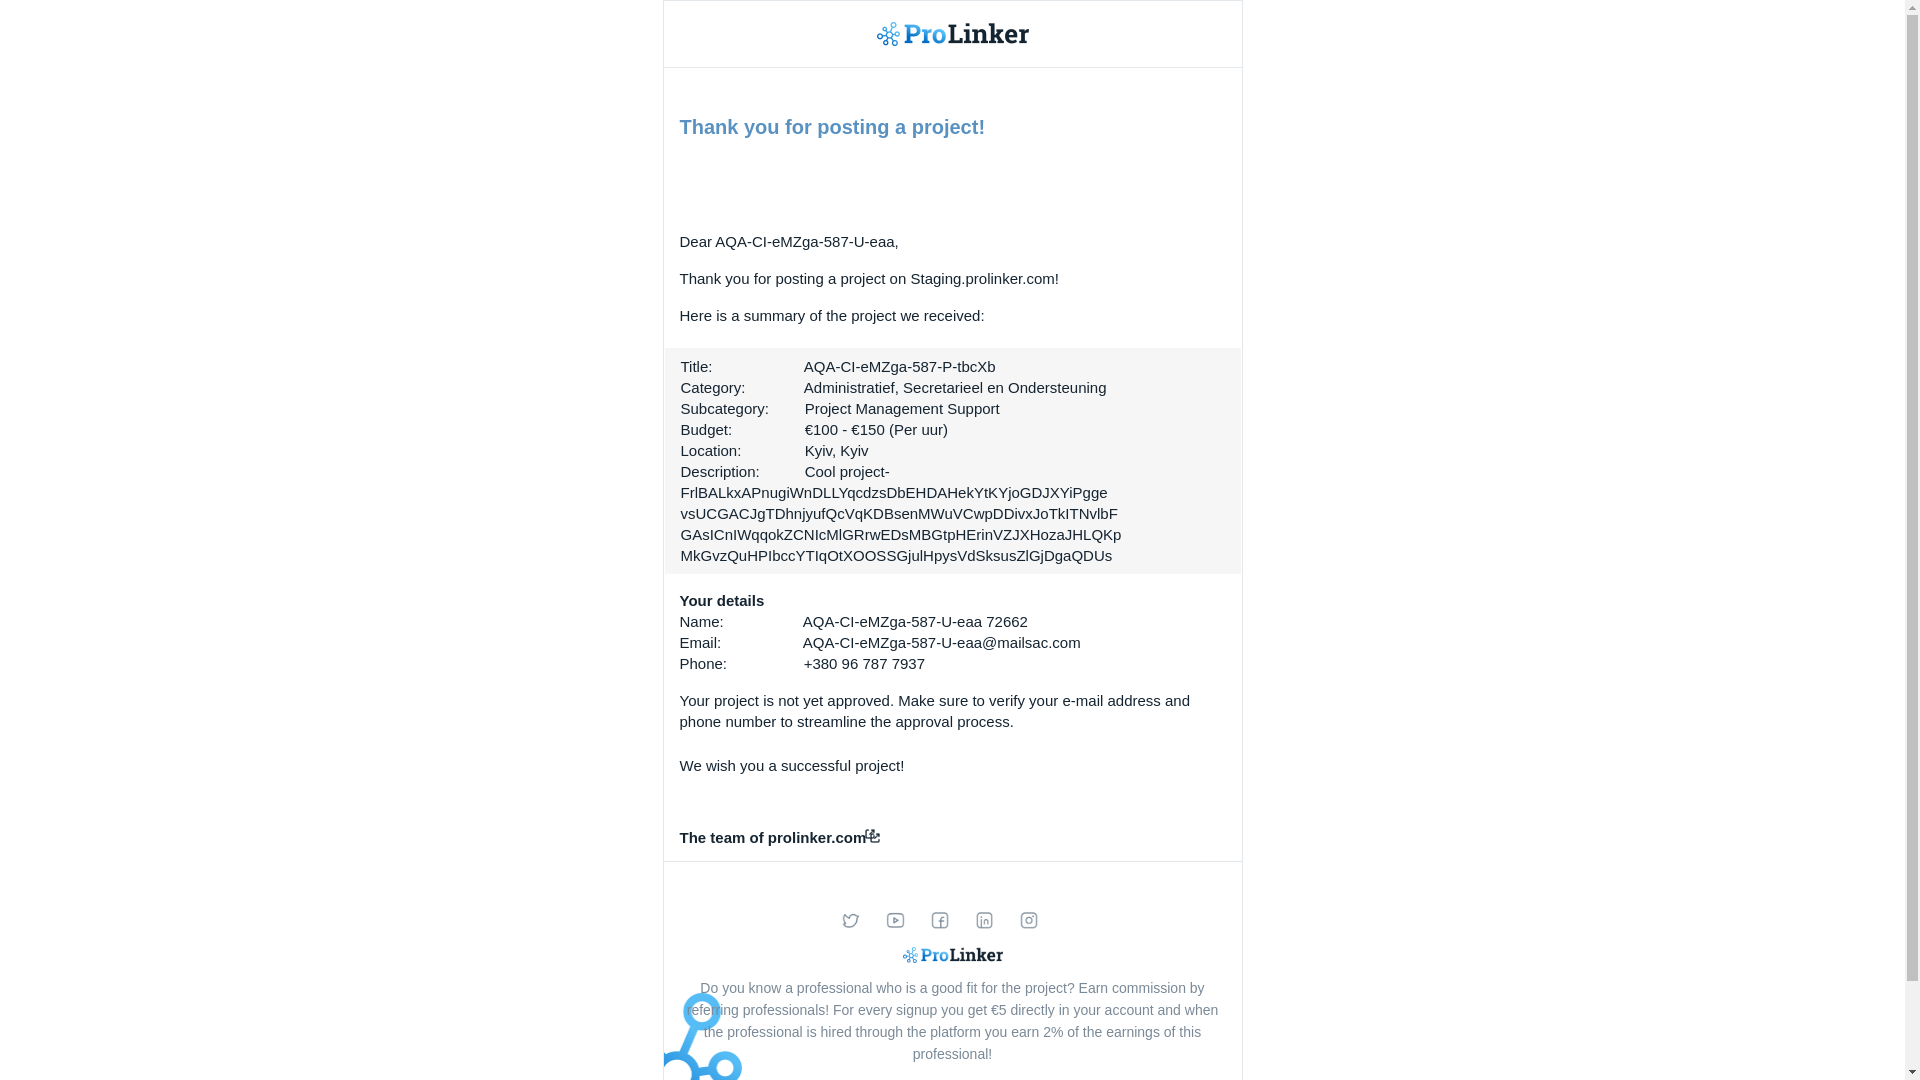 ProLinker
Thank you for posting a project!
Dear AQA-CI-eMZga-587-U-eaa,
Thank you for posting a project on Staging.prolinker.com!
Here is a summary of the project we received:
Title: AQA-CI-eMZga-587-P-tbcXb
Category: Administratief, Secretarieel en Ondersteuning
Subcategory: Project Management Support
Budget: €100 - €150 (Per uur)
Location: Kyiv, Kyiv
Description: Cool project-
FrlBALkxAPnugiWnDLLYqcdzsDbEHDAHekYtKYjoGDJXYiPgge
vsUCGACJgTDhnjyufQcVqKDBsenMWuVCwpDDivxJoTkITNvlbF
GAsICnIWqqokZCNIcMlGRrwEDsMBGtpHErinVZJXHozaJHLQKp
MkGvzQuHPIbccYTIqOtXOOSSGjulHpysVdSksusZlGjDgaQDUs
Your details
Name: AQA-CI-eMZga-587-U-eaa 72662
Email: AQA-CI-eMZga-587-U-eaa@mailsac.com
Phone: +380 96 787 7937
Your project is not yet approved. Make sure to verify your e-mail address and
phone number to streamline the approval process.
We wish you a successful project!
The team of prolinker.com
ProLinker
Do you know a professional who is a good fit for the project? Earn commission by
referring professionals! For every signup you get €5 directly in your account and when
the professional is hired through the platform you earn 2% of the earnings of this
professional!